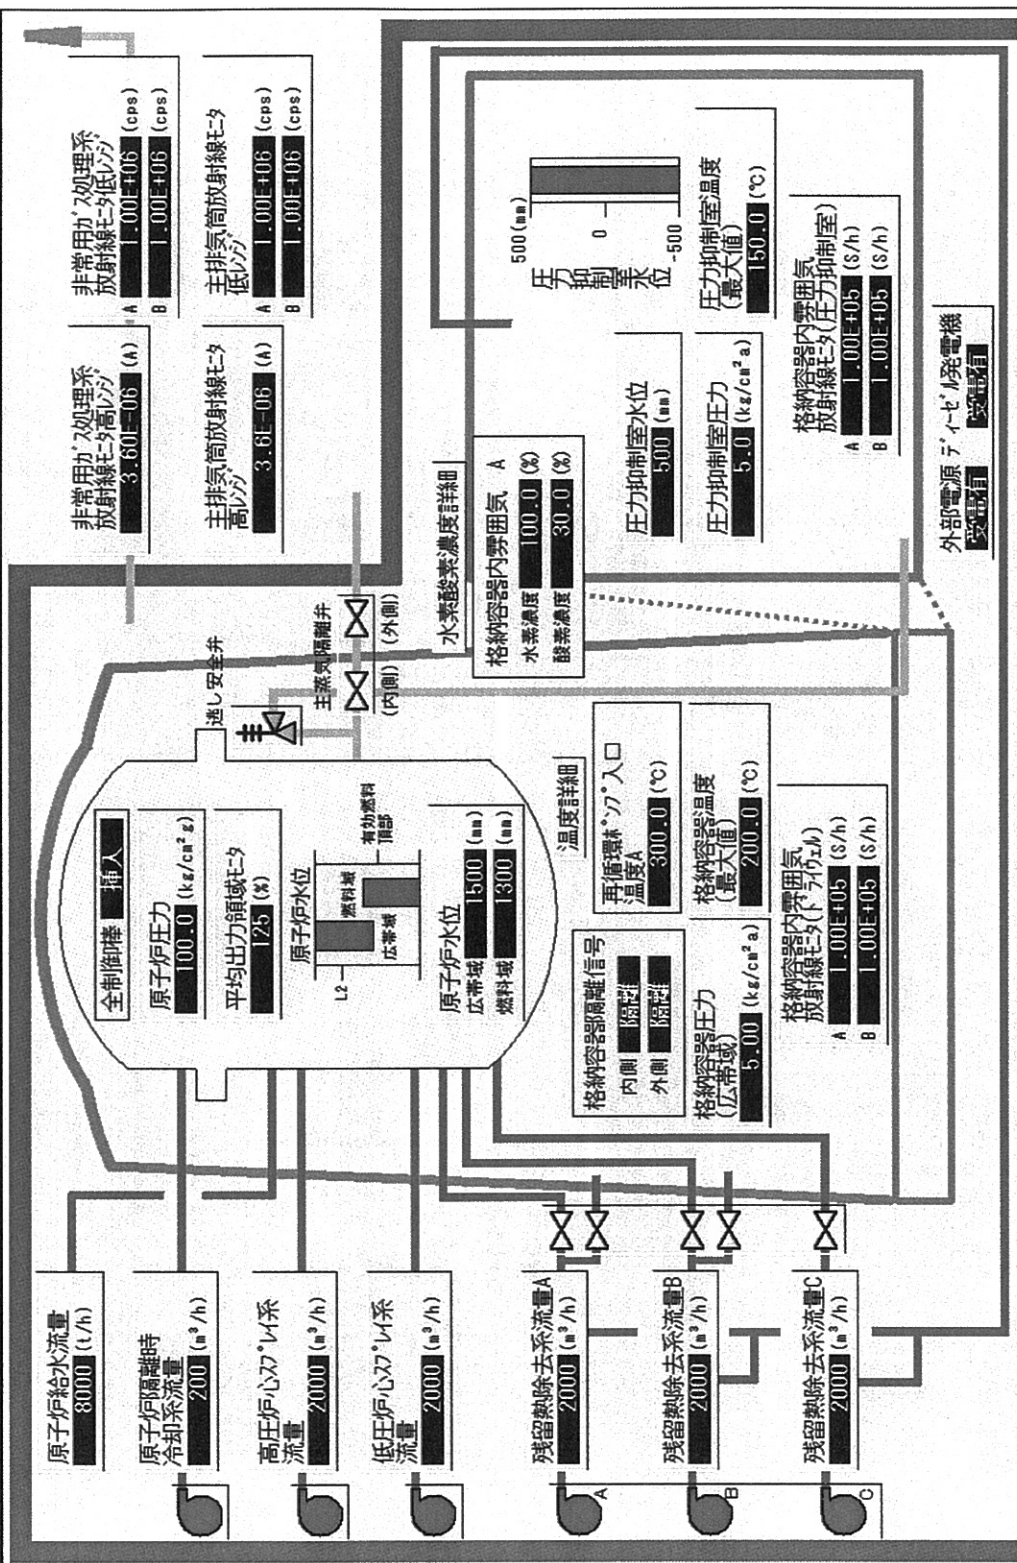 非常用ガス処理系
放射線モニタ高レンジ
3.60E-06 (A)
非常用ガス処理系
放射線モニタ低レンジ
A 1.00E+06 (cps)
B 1.00E+06 (cps)
主排気筒放射線モニタ
高レンジ
3.6E-06 (A)
主排気筒放射線モニタ
低レンジ
A 1.00E+06 (cps)
B 1.00E+06 (cps)
原子炉給水流量
8000 (t/h)
原子炉隔離時
冷却系流量
200 (m³/h)
高圧炉心スプレイ系
流量
2000 (m³/h)
低圧炉心スプレイ系
流量
2000 (m³/h)
残留熱除去系流量A
2000 (m³/h)
A
残留熱除去系流量B
2000 (m³/h)
B
残留熱除去系流量C
2000 (m³/h)
C
全制御棒 挿入
原子炉圧力
100.0 (kg/cm²g)
平均出力領域モニタ
125 (%)
原子炉水位
L2
燃料域
広帯域
有効燃料
頂部
原子炉水位
広帯域 1500 (mm)
燃料域 1300 (mm)
逃し安全弁
主蒸気隔離弁
(内側) (外側)
温度詳細
格納容器隔離信号
内側 隔離
外側 隔離
再循環ポンプ入口
温度A
300.0 (℃)
格納容器圧力
(広帯域)
5.00 (kg/cm²a)
格納容器温度
(最大値)
200.0 (℃)
格納容器内雰囲気
放射線モニタ(ドライウェル)
A 1.00E+05 (S/h)
B 1.00E+05 (S/h)
水素酸素濃度詳細
格納容器内雰囲気 A
水素濃度 100.0 (%)
酸素濃度 30.0 (%)
圧力抑制室水位
500(mm)
0
-500
圧力抑制室水位
500 (mm)
圧力抑制室圧力
5.0 (kg/cm²a)
圧力抑制室温度
(最大値)
150.0 (℃)
格納容器内雰囲気
放射線モニタ(圧力抑制室)
A 1.00E+05 (S/h)
B 1.00E+05 (S/h)
外部電源 ディーゼル発電機